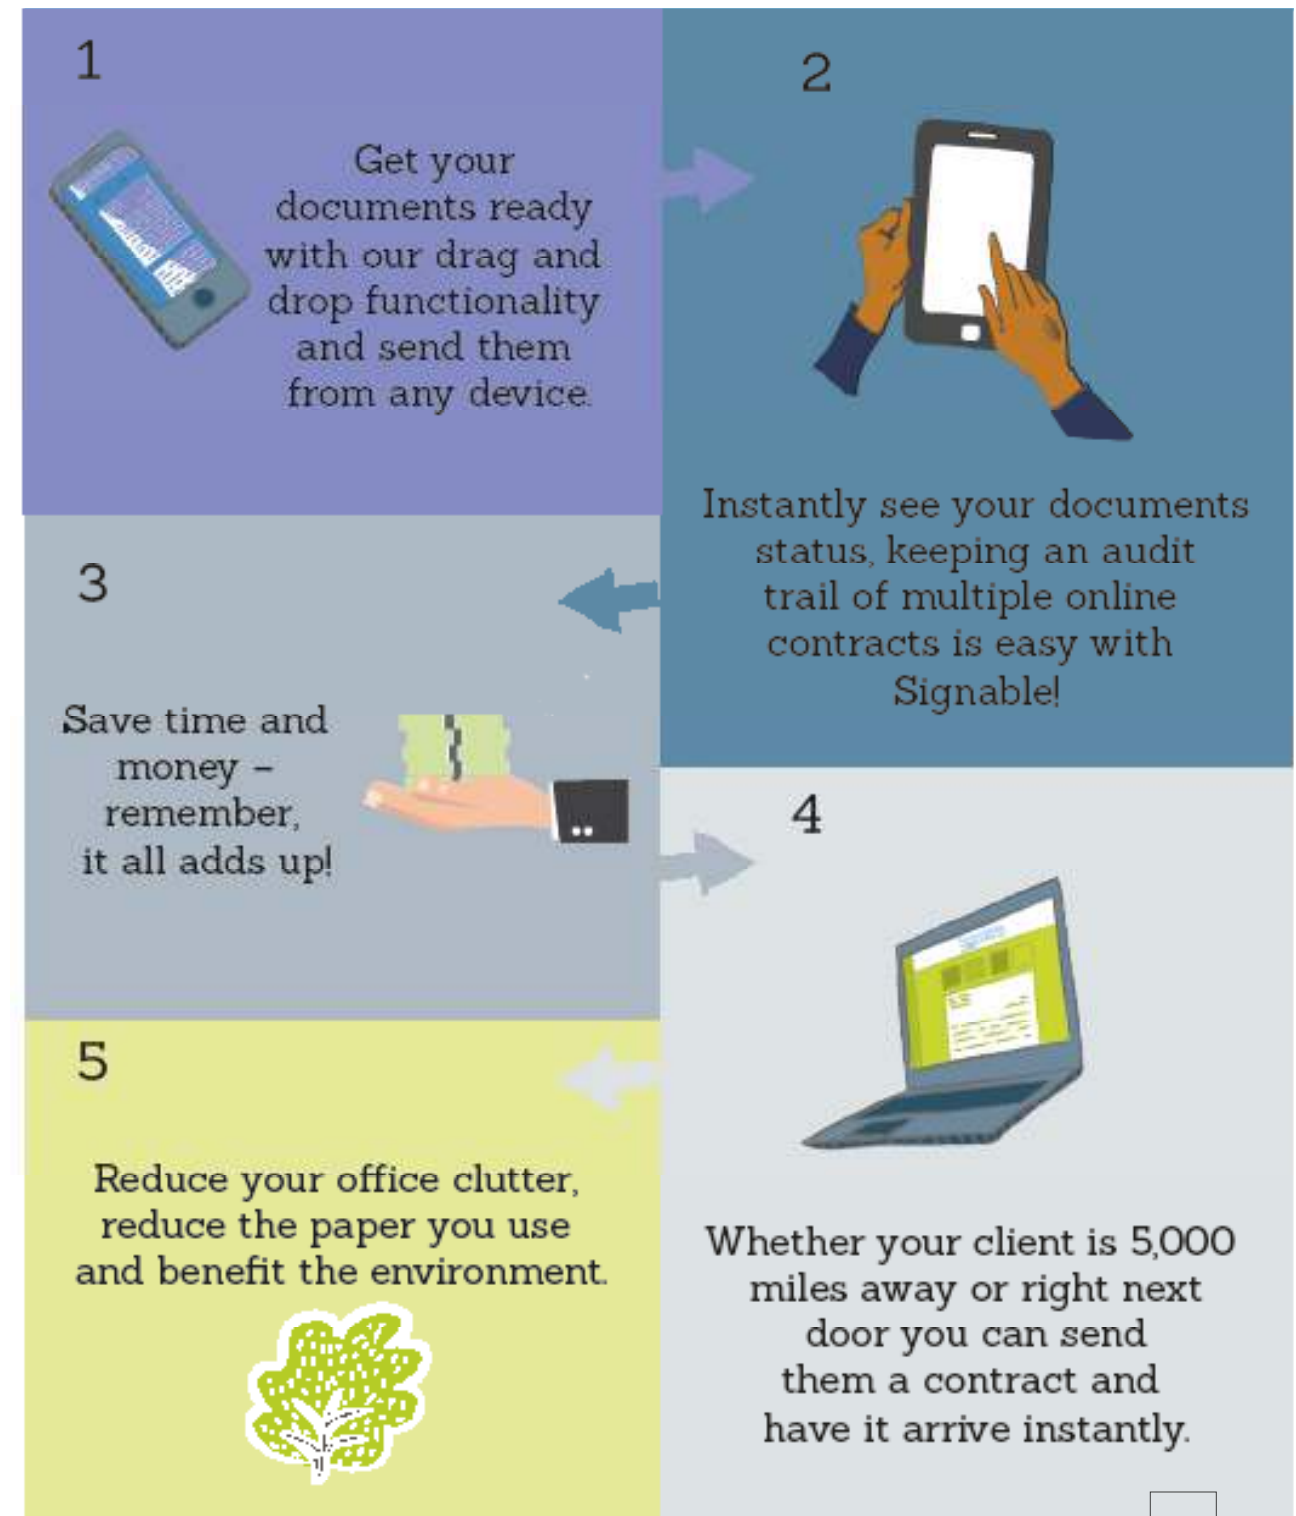 1
Get your
documents ready
with our drag and
drop functionality
and send them
from any device.
2
Instantly see your documents
status, keeping an audit
trail of multiple online
contracts is easy with
Signable!
3
Save time and
money –
remember,
it all adds up!
4
Whether your client is 5,000
miles away or right next
door you can send
them a contract and
have it arrive instantly.
5
Reduce your office clutter,
reduce the paper you use
and benefit the environment.